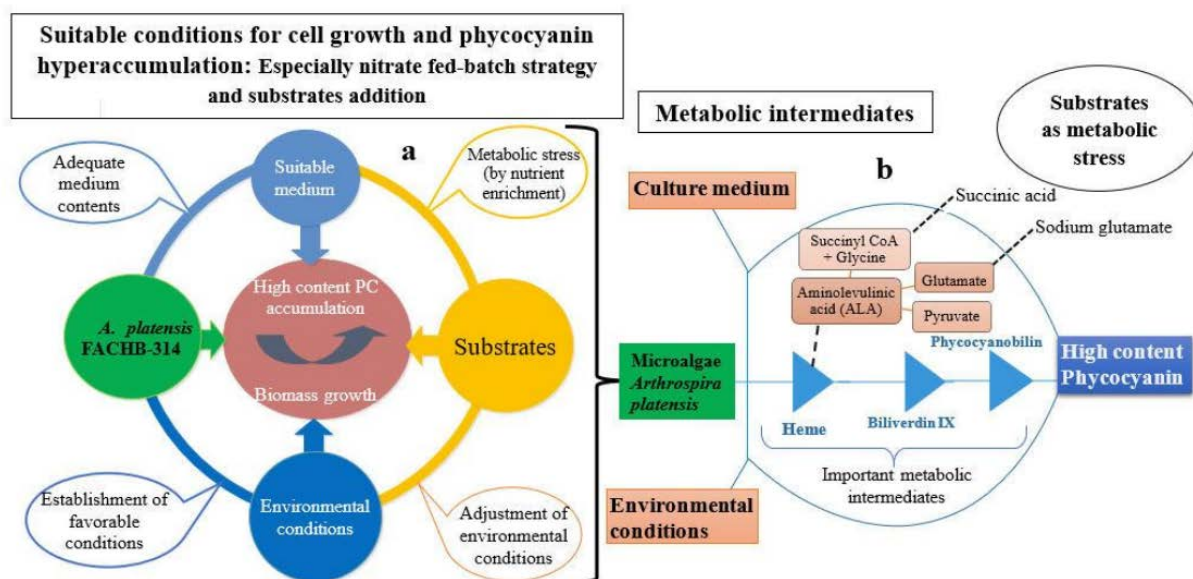 Suitable conditions for cell growth and phycocyanin
hyperaccumulation: Especially nitrate fed-batch strategy
and substrates addition
a
Adequate
medium
contents
Suitable
medium
Metabolic stress
(by nutrient
enrichment)
A. platensis
FACHB-314
High content PC
accumulation
Biomass growth
Substrates
Establishment of
favorable
conditions
Environmental
conditions
Adjustment of
environmental
conditions
Metabolic intermediates
Substrates
as metabolic
stress
b
Culture medium
Succinic acid
Sodium glutamate
Succinyl CoA
+ Glycine
Aminolevulinic
acid (ALA)
Glutamate
Pyruvate
Microalgae
Arthrospira
platensis
Phycocyanobilin
High content
Phycocyanin
Heme
Biliverdin IX
Important metabolic
intermediates
Environmental
conditions